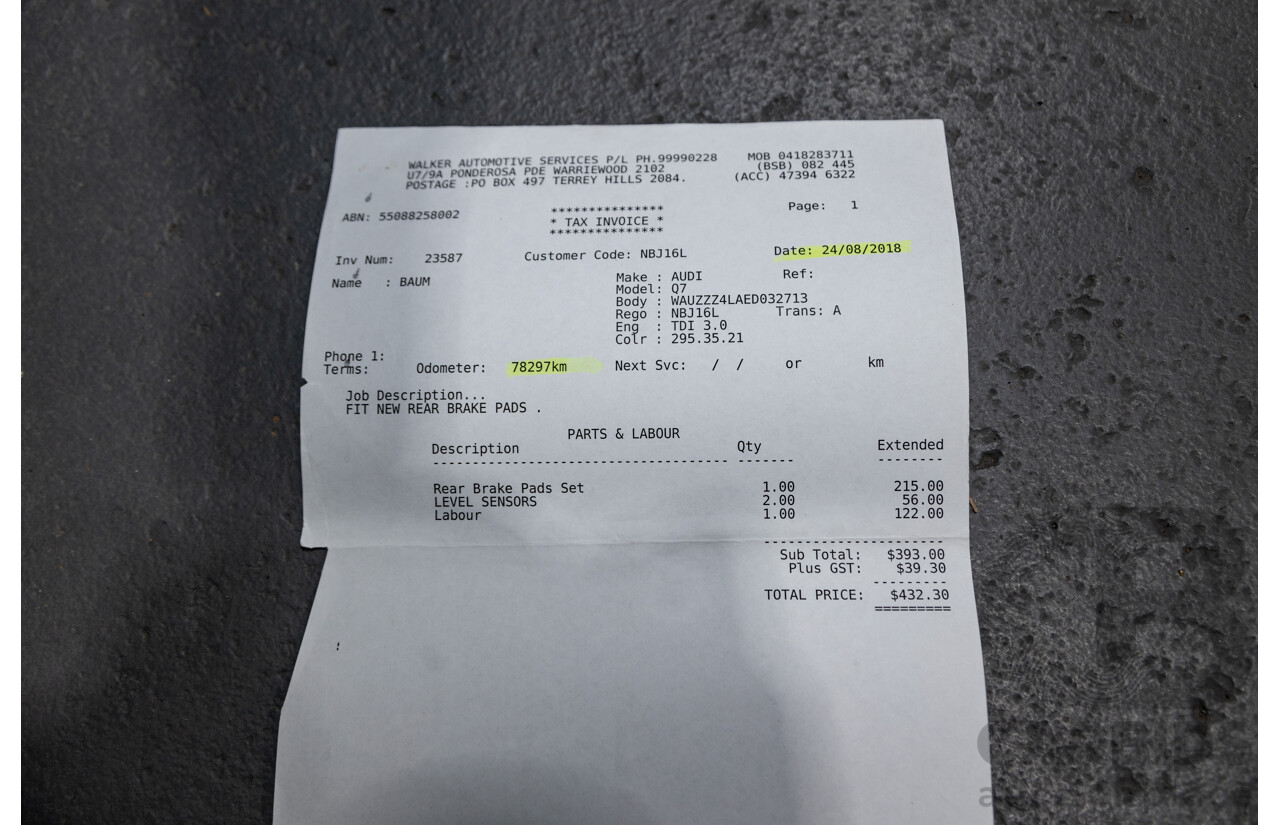 WALKER AUTOMOTIVE SERVICES P/L PH.99990228 MOB 0418283711
U7/9A PONDEROSA PDE WARRIEWOOD 2102 (BSB) 082 445
POSTAGE :PO BOX 497 TERREY HILLS 2084. (ACC) 47394 6322
ABN: 55088258002 *************** Page: 1
* TAX INVOICE *
***************
Inv Num: 23587 Customer Code: NBJ16L Date: 24/08/2018
Name : BAUM Make : AUDI Ref:
Model: Q7
Body : WAUZZZ4LAED032713
Rego : NBJ16L Trans: A
Eng : TDI 3.0
Colr : 295.35.21
Phone 1:
Terms: Odometer: 78297km Next Svc: / / or km
Job Description...
FIT NEW REAR BRAKE PADS .
PARTS & LABOUR
Description Qty Extended
Rear Brake Pads Set 1.00 215.00
LEVEL SENSORS 2.00 56.00
Labour 1.00 122.00
Sub Total: $393.00
Plus GST: $39.30
TOTAL PRICE: $432.30